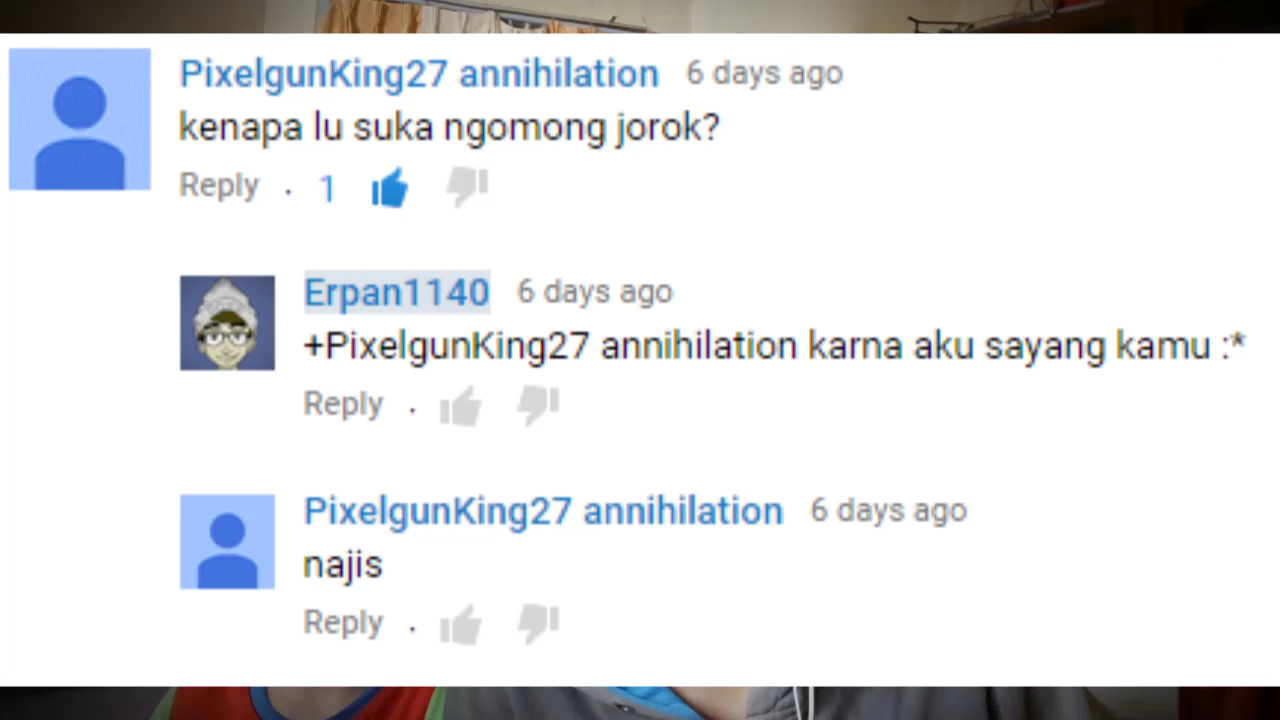 PixelgunKing27 annihilation 6 days ago
kenapa lu suka ngomong jorok?
Reply . 1
Erpan1140 6 days ago
+PixelgunKing27 annihilation karna aku sayang kamu :*
Reply .
PixelgunKing27 annihilation 6 days ago
najis
Reply .